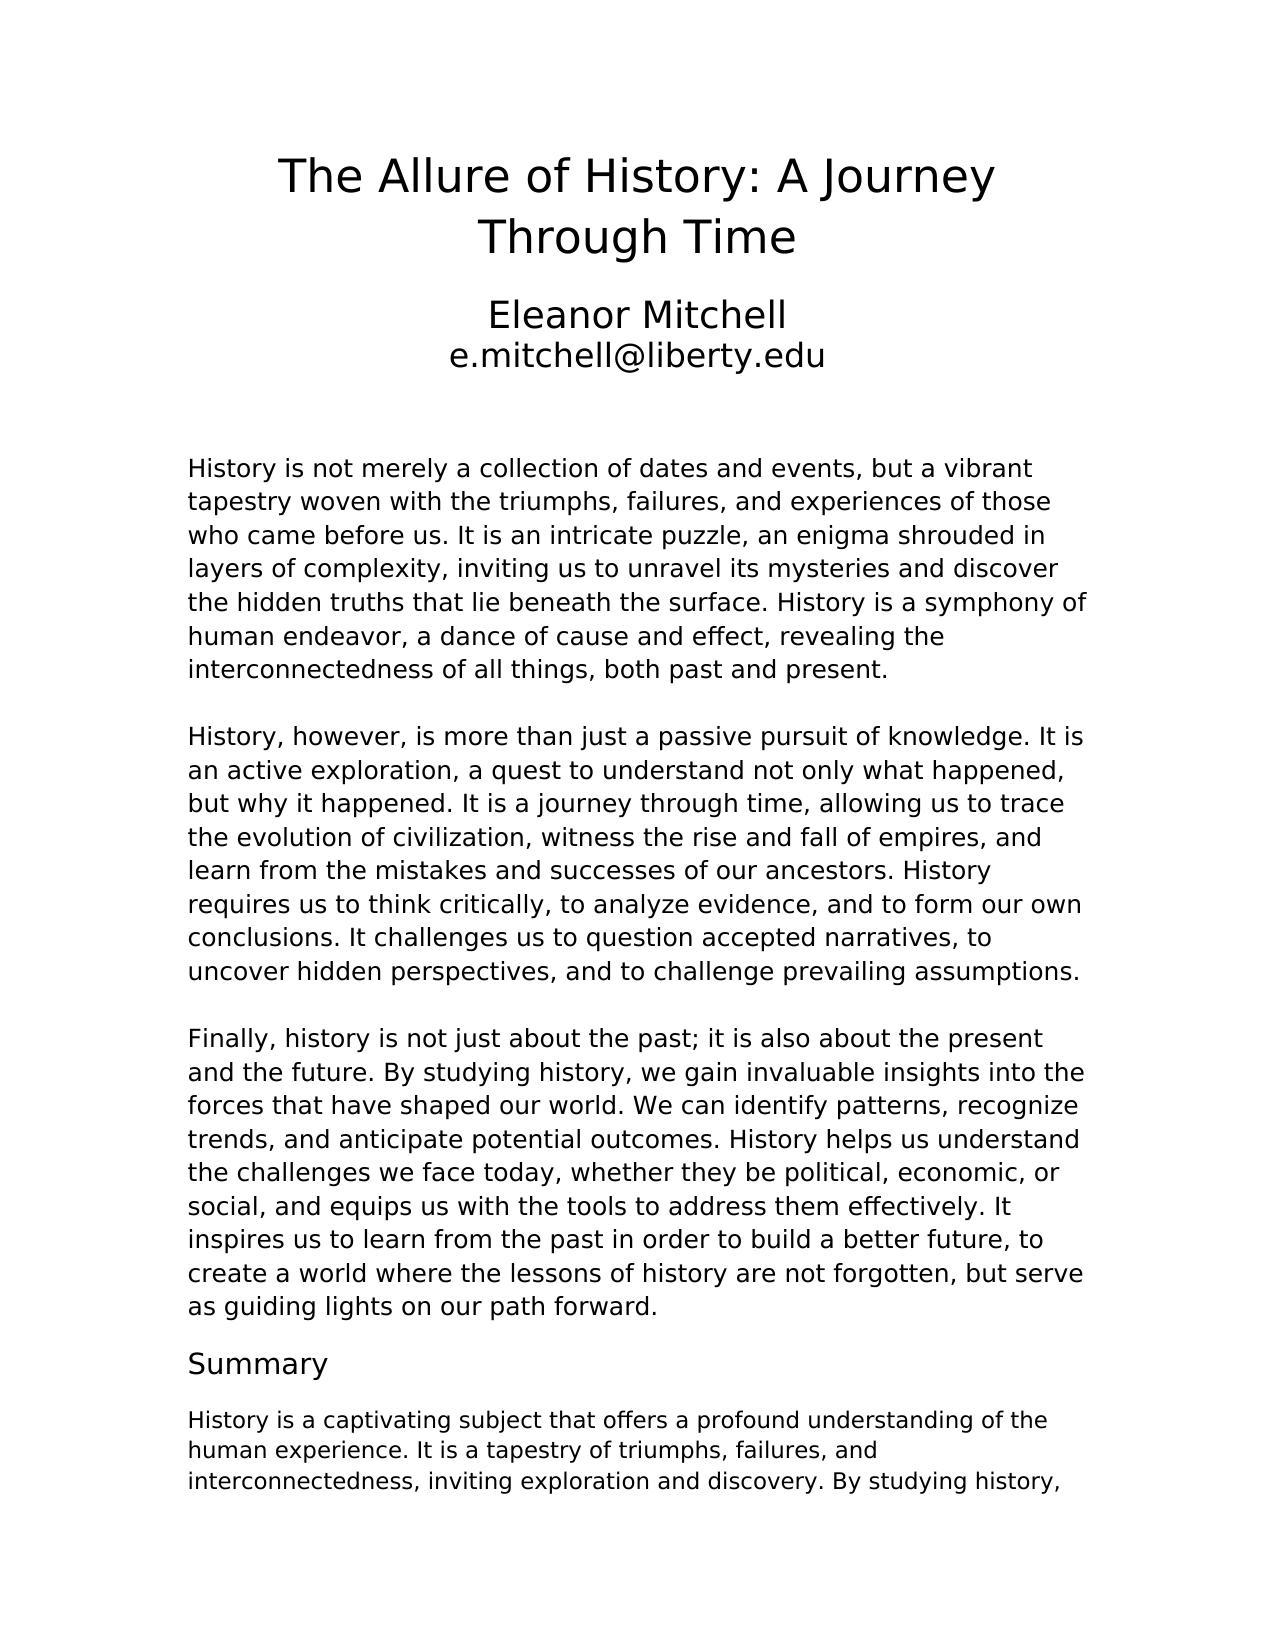 The Allure of History: A Journey
Through Time
Eleanor Mitchell
e.mitchell@liberty.edu
History is not merely a collection of dates and events, but a vibrant
tapestry woven with the triumphs, failures, and experiences of those
who came before us. It is an intricate puzzle, an enigma shrouded in
layers of complexity, inviting us to unravel its mysteries and discover
the hidden truths that lie beneath the surface. History is a symphony of
human endeavor, a dance of cause and effect, revealing the
interconnectedness of all things, both past and present.
History, however, is more than just a passive pursuit of knowledge. It is
an active exploration, a quest to understand not only what happened,
but why it happened. It is a journey through time, allowing us to trace
the evolution of civilization, witness the rise and fall of empires, and
learn from the mistakes and successes of our ancestors. History
requires us to think critically, to analyze evidence, and to form our own
conclusions. It challenges us to question accepted narratives, to
uncover hidden perspectives, and to challenge prevailing assumptions.
Finally, history is not just about the past; it is also about the present
and the future. By studying history, we gain invaluable insights into the
forces that have shaped our world. We can identify patterns, recognize
trends, and anticipate potential outcomes. History helps us understand
the challenges we face today, whether they be political, economic, or
social, and equips us with the tools to address them effectively. It
inspires us to learn from the past in order to build a better future, to
create a world where the lessons of history are not forgotten, but serve
as guiding lights on our path forward.
Summary
History is a captivating subject that offers a profound understanding of the
human experience. It is a tapestry of triumphs, failures, and
interconnectedness, inviting exploration and discovery. By studying history,